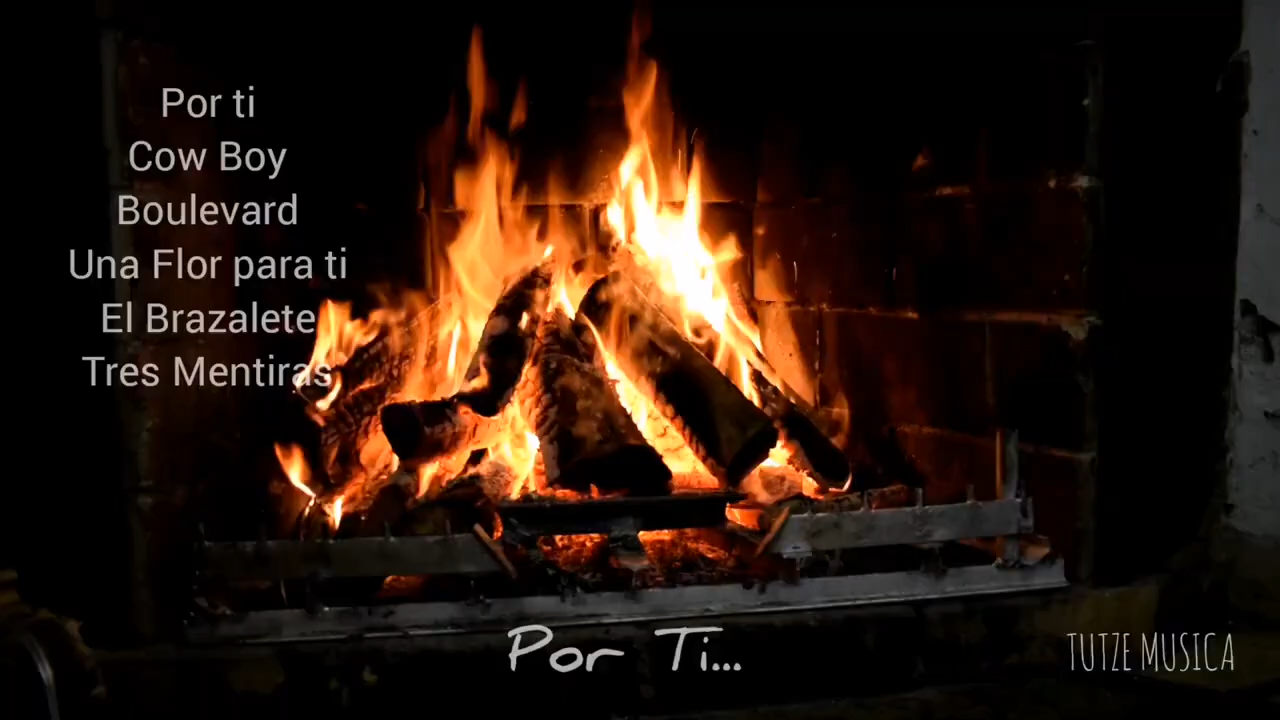 Por ti
Cow Boy
Boulevard
Una Flor para ti
El Brazalete
Tres Mentiras
Por Ti...
TUTZE MUSICA